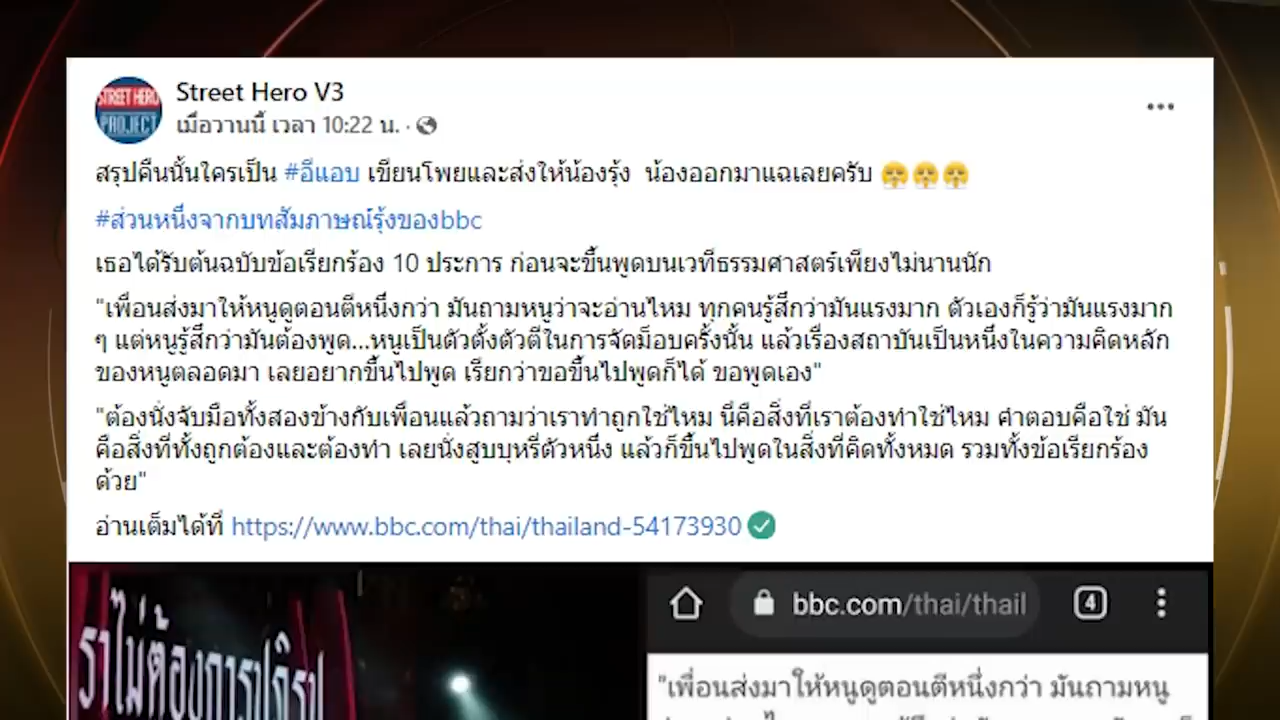 STREET HERO
PROJECT
Street Hero V3
เมื่อวานนี้ เวลา 10:22 น. ·
สรุปคืนนั้นใครเป็น #อีแอบ เขียนโพยและส่งให้น้องรุ้ง น้องออกมาแฉเลยครับ
#ส่วนหนึ่งจากบทสัมภาษณ์รุ้งของbbc
เธอได้รับต้นฉบับข้อเรียกร้อง 10 ประการ ก่อนจะขึ้นพูดบนเวทีธรรมศาสตร์เพียงไม่นานนัก
"เพื่อนส่งมาให้หนูดูตอนตีหนึ่งกว่า มันถามหนูว่าจะอ่านไหม ทุกคนรู้สึกว่ามันแรงมาก ตัวเองก็รู้ว่ามันแรงมาก
ๆ แต่หนูรู้สึกว่ามันต้องพูด...หนูเป็นตัวตั้งตัวตีในการจัดม็อบครั้งนั้น แล้วเรื่องสถาบันเป็นหนึ่งในความคิดหลัก
ของหนูตลอดมา เลยอยากขึ้นไปพูด เรียกว่าขอขึ้นไปพูดก็ได้ ขอพูดเอง"
"ต้องนั่งจับมือทั้งสองข้างกับเพื่อนแล้วถามว่าเราทำถูกใช่ไหม นี่คือสิ่งที่เราต้องทำใช่ไหม คำตอบคือใช่ มัน
คือสิ่งที่ทั้งถูกต้องและต้องทำ เลยนั่งสูบบุหรี่ตัวหนึ่ง แล้วก็ขึ้นไปพูดในสิ่งที่คิดทั้งหมด รวมทั้งข้อเรียกร้อง
ด้วย"
อ่านเต็มได้ที่ https://www.bbc.com/thai/thailand-54173930
ราไม่ต้องการปฏิรูป
bbc.com/thai/thail
4
"เพื่อนส่งมาให้หนูดูตอนตีหนึ่งกว่า มันถามหนู